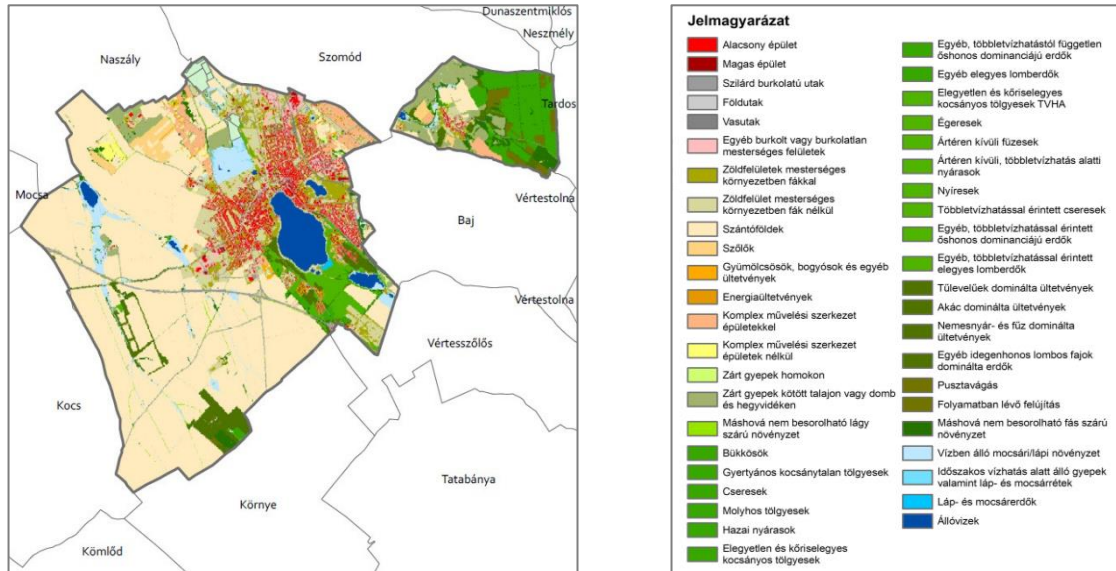 Dunaszentmiklós
Neszmély
Naszály
Szomód
Tardos
Mocsa
Vértestolna
Baj
Vértestolna
Vértesszőlős
Kocs
Tatabánya
Környe
Kömlőd
Jelmagyarázat
Alacsony épület
Magas épület
Szilárd burkolatú utak
Földutak
Vasutak
Egyéb burkolt vagy burkolatlan
mesterséges felületek
Zöldfelületek mesterséges
környezetben fákkal
Zöldfelület mesterséges
környezetben fák nélkül
Szántóföldek
Szőlők
Gyümölcsösök, bogyósok és egyéb
ültetvények
Energiaültetvények
Komplex művelési szerkezet
épületekkel
Komplex művelési szerkezet
épületek nélkül
Zárt gyepek homokon
Zárt gyepek kötött talajon vagy domb
és hegyvidéken
Máshová nem besorolható lágy
szárú növényzet
Bükkösök
Gyertyános kocsánytalan tölgyesek
Cseresek
Molyhos tölgyesek
Hazai nyárasok
Elegyetlen és kőriselegyes
kocsányos tölgyesek
Egyéb, többletvízhatástól független
őshonos dominanciájú erdők
Egyéb elegyes lomberdők
Elegyetlen és kőriselegyes
kocsányos tölgyesek TVHA
Égeresek
Ártéren kívüli füzesek
Ártéren kívüli, többletvízhatás alatti
nyárasok
Nyíresek
Többletvízhatással érintett cseresek
Egyéb, többletvízhatással érintett
őshonos dominanciájú erdők
Egyéb, többletvízhatással érintett
elegyes lomberdők
Tűlevelűek dominálta ültetvények
Akác dominálta ültetvények
Nemesnyár- és fűz dominálta
ültetvények
Egyéb idegenhonos lombos fajok
dominálta erdők
Pusztavágás
Folyamatban lévő felújítás
Máshová nem besorolható fás szárú
növényzet
Vízben álló mocsári/lápi növényzet
Időszakos vízhatás alatt álló gyepek
valamint láp- és mocsárrétek
Láp- és mocsárerdők
Állóvizek